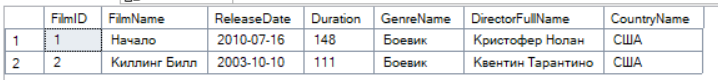 FilmID FilmName ReleaseDate Duration GenreName DirectorFullName CountryName
1 1 Начало 2010-07-16 148 Боевик Кристофер Нолан США
2 2 Киллинг Билл 2003-10-10 111 Боевик Квентин Тарантино США